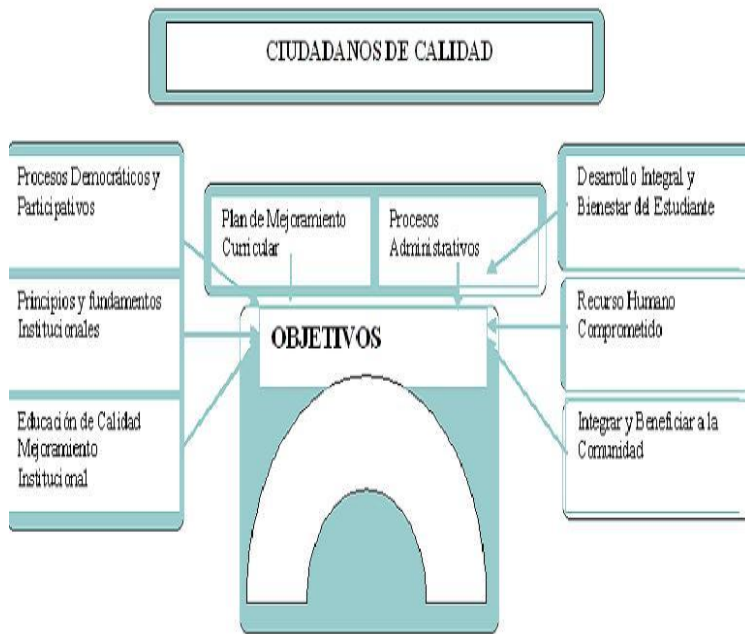 CIUDADANOS DE CALIDAD
Procesos Democráticos y
Participativos
Principios y fundamentos
Institucionales
Educación de Calidad
Mejoramiento
Institucional
Plan de Mejoramiento
Curricular
Procesos
Administrativos
OBJETIVOS
Desarrollo Integral y
Bienestar del Estudiante
Recurso Humano
Comprometido
Integrar y Beneficiar a la
Comunidad